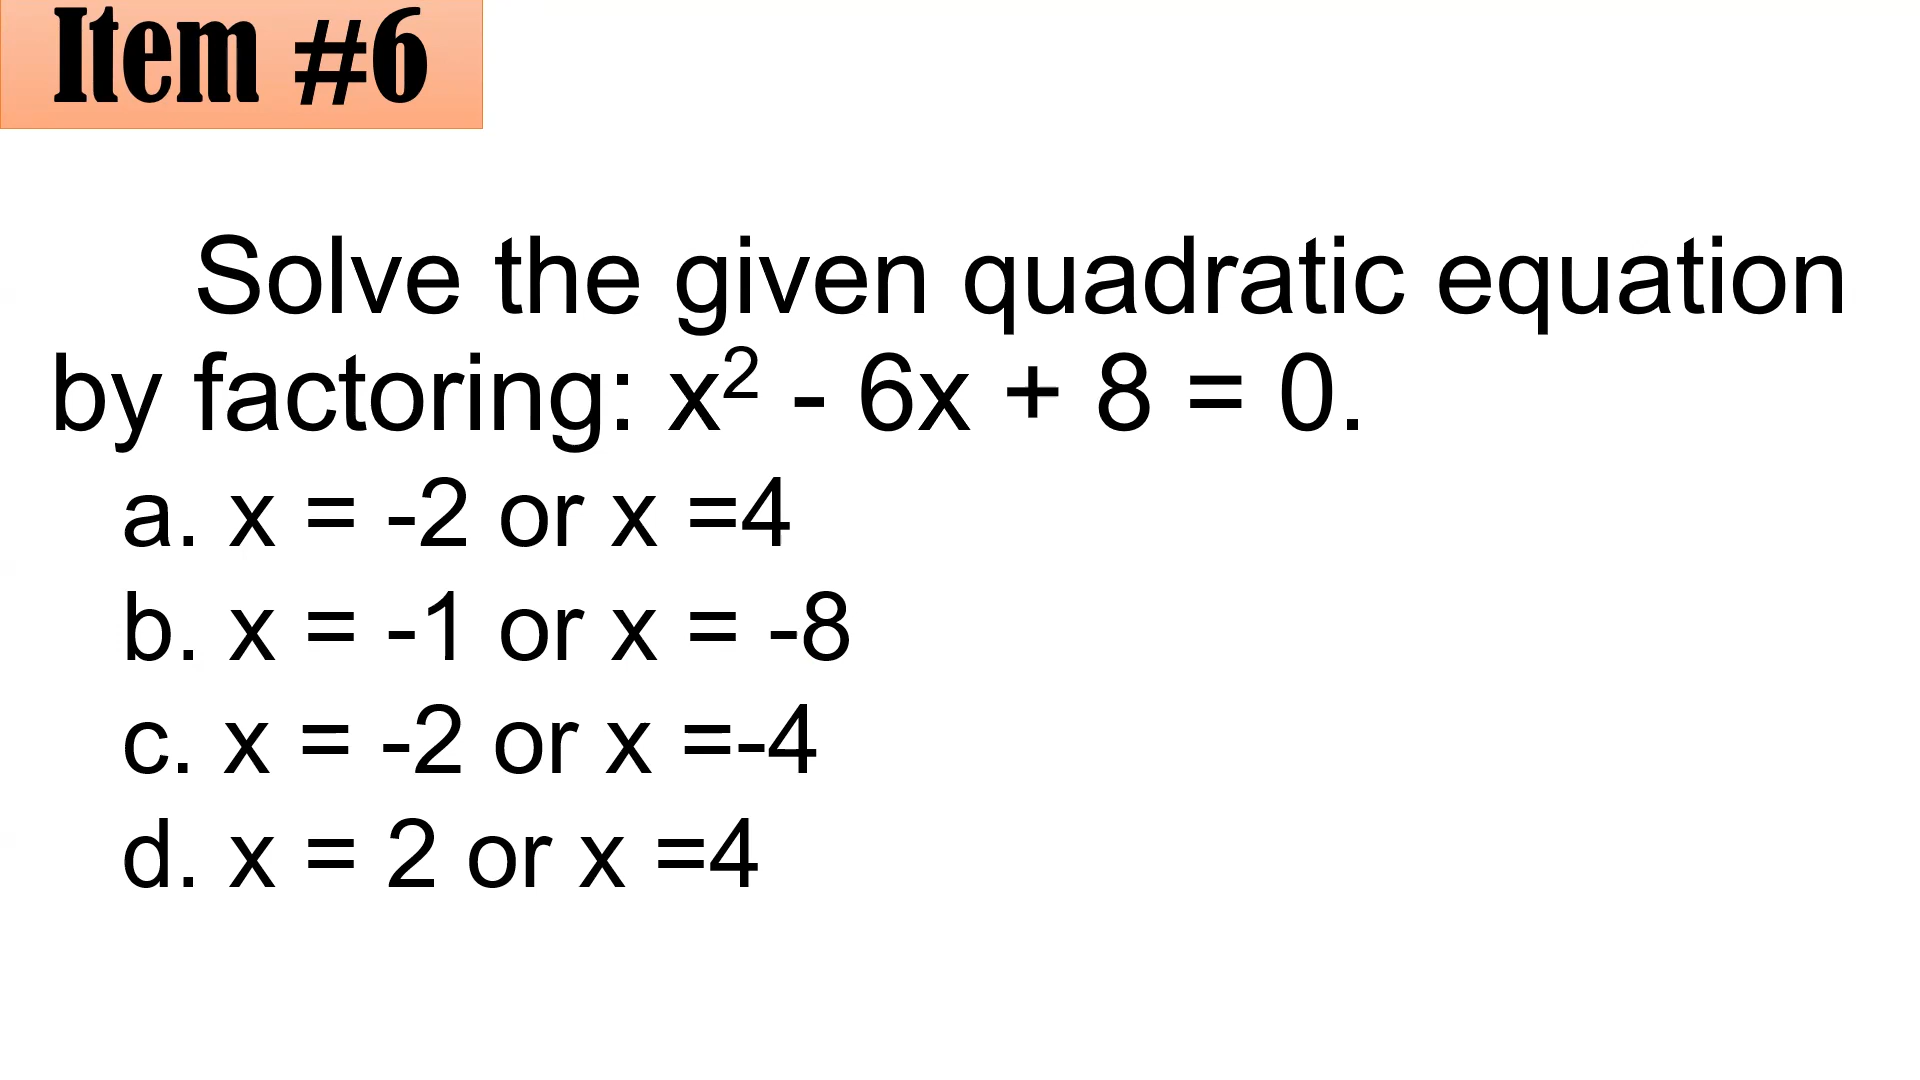 Item #6
Solve the given quadratic equation
by factoring: x² - 6x + 8 = 0.
a. x = -2 or x =4
b. x = -1 or x = -8
c. x = -2 or x =-4
d. x = 2 or x =4